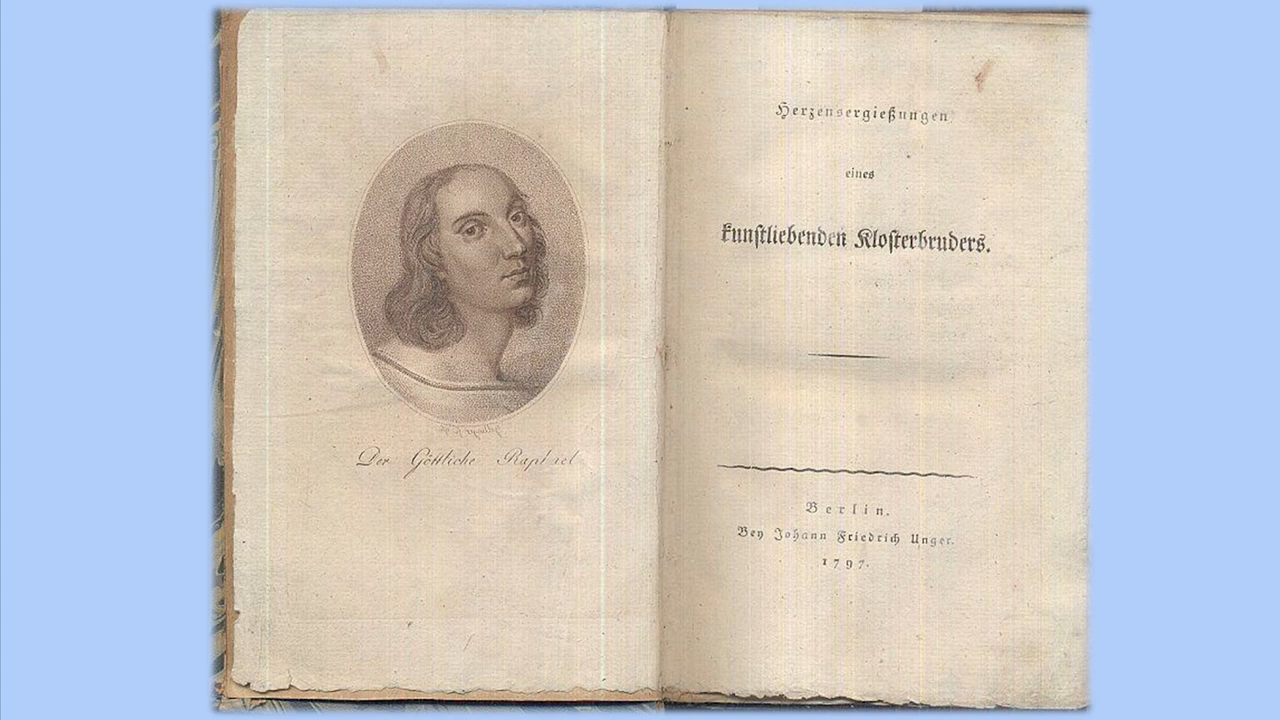 Der Göttliche Raphael
Herzensergießungen
eines
kunstliebenden Klosterbruders.
Berlin.
Bey Johann Friedrich Unger.
1797.